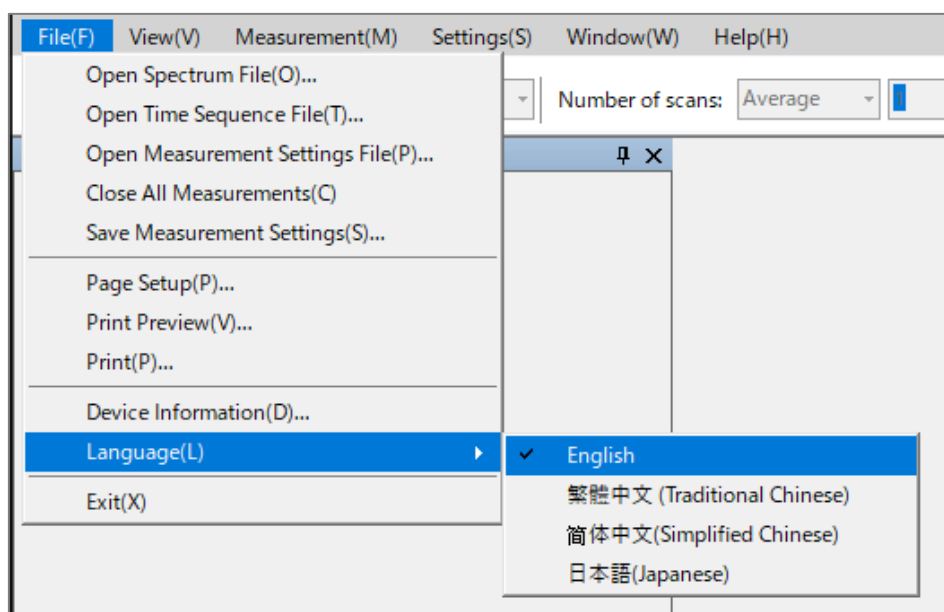 File(F) View(V) Measurement(M) Settings(S) Window(W) Help(H)
Number of scans: Average 1
Open Spectrum File(O)...
Open Time Sequence File(T)...
Open Measurement Settings File(P)...
Close All Measurements(C)
Save Measurement Settings(S)...
Page Setup(P)...
Print Preview(V)...
Print(P)...
Device Information(D)...
Language(L)
Exit(X)
English
繁體中文 (Traditional Chinese)
简体中文(Simplified Chinese)
日本語(Japanese)